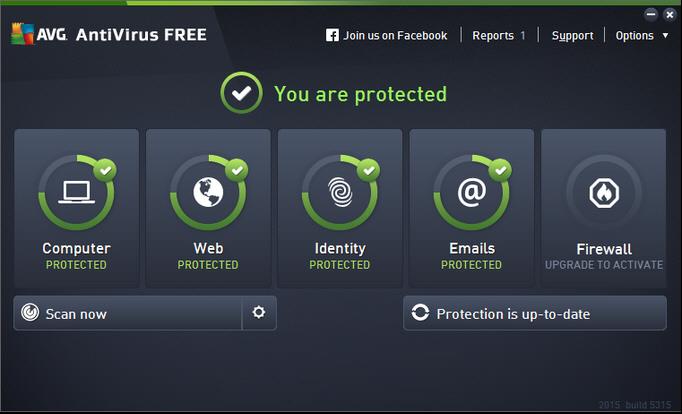 AVG. AntiVirus FREE
Join us on Facebook Reports 1 Support Options
You are protected
Computer Web Identity Emails Firewall
PROTECTED PROTECTED PROTECTED PROTECTED UPGRADE TO ACTIVATE
Scan now Protection is up-to-date
2015 build 5315